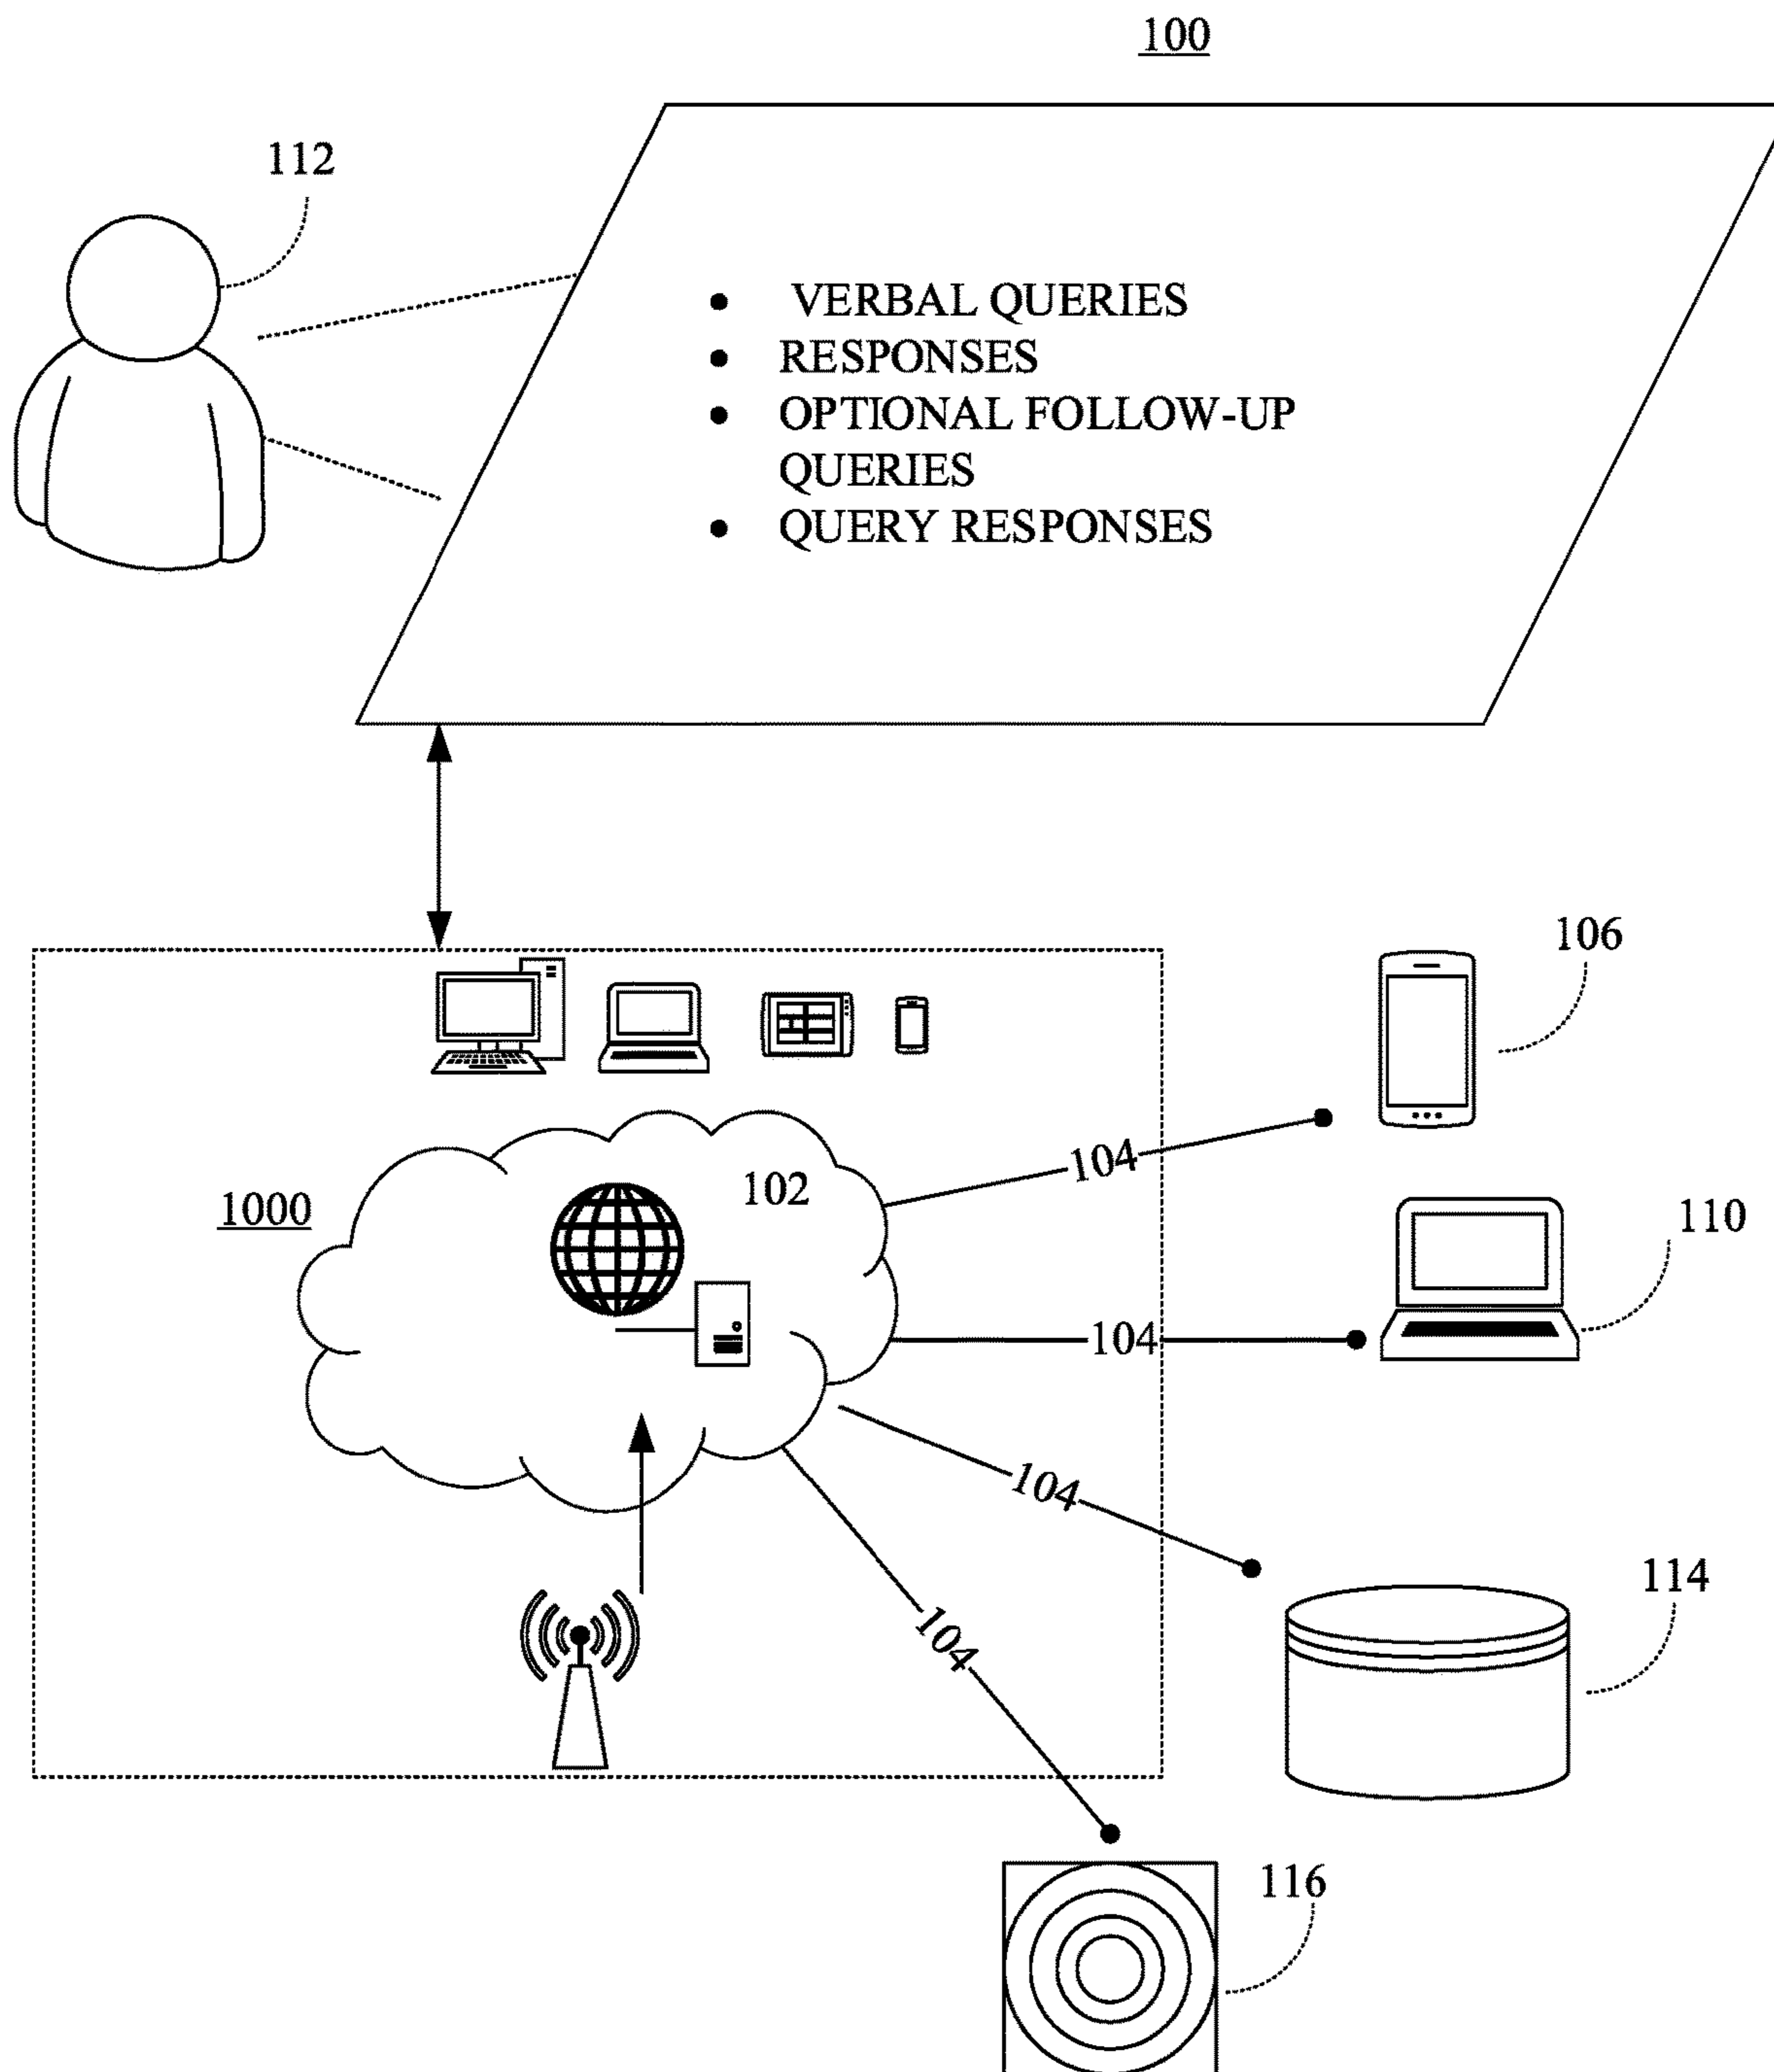 100
112
• VERBAL QUERIES
• RESPONSES
• OPTIONAL FOLLOW-UP
QUERIES
• QUERY RESPONSES
106
104
102
1000
110
104
104
114
104
116